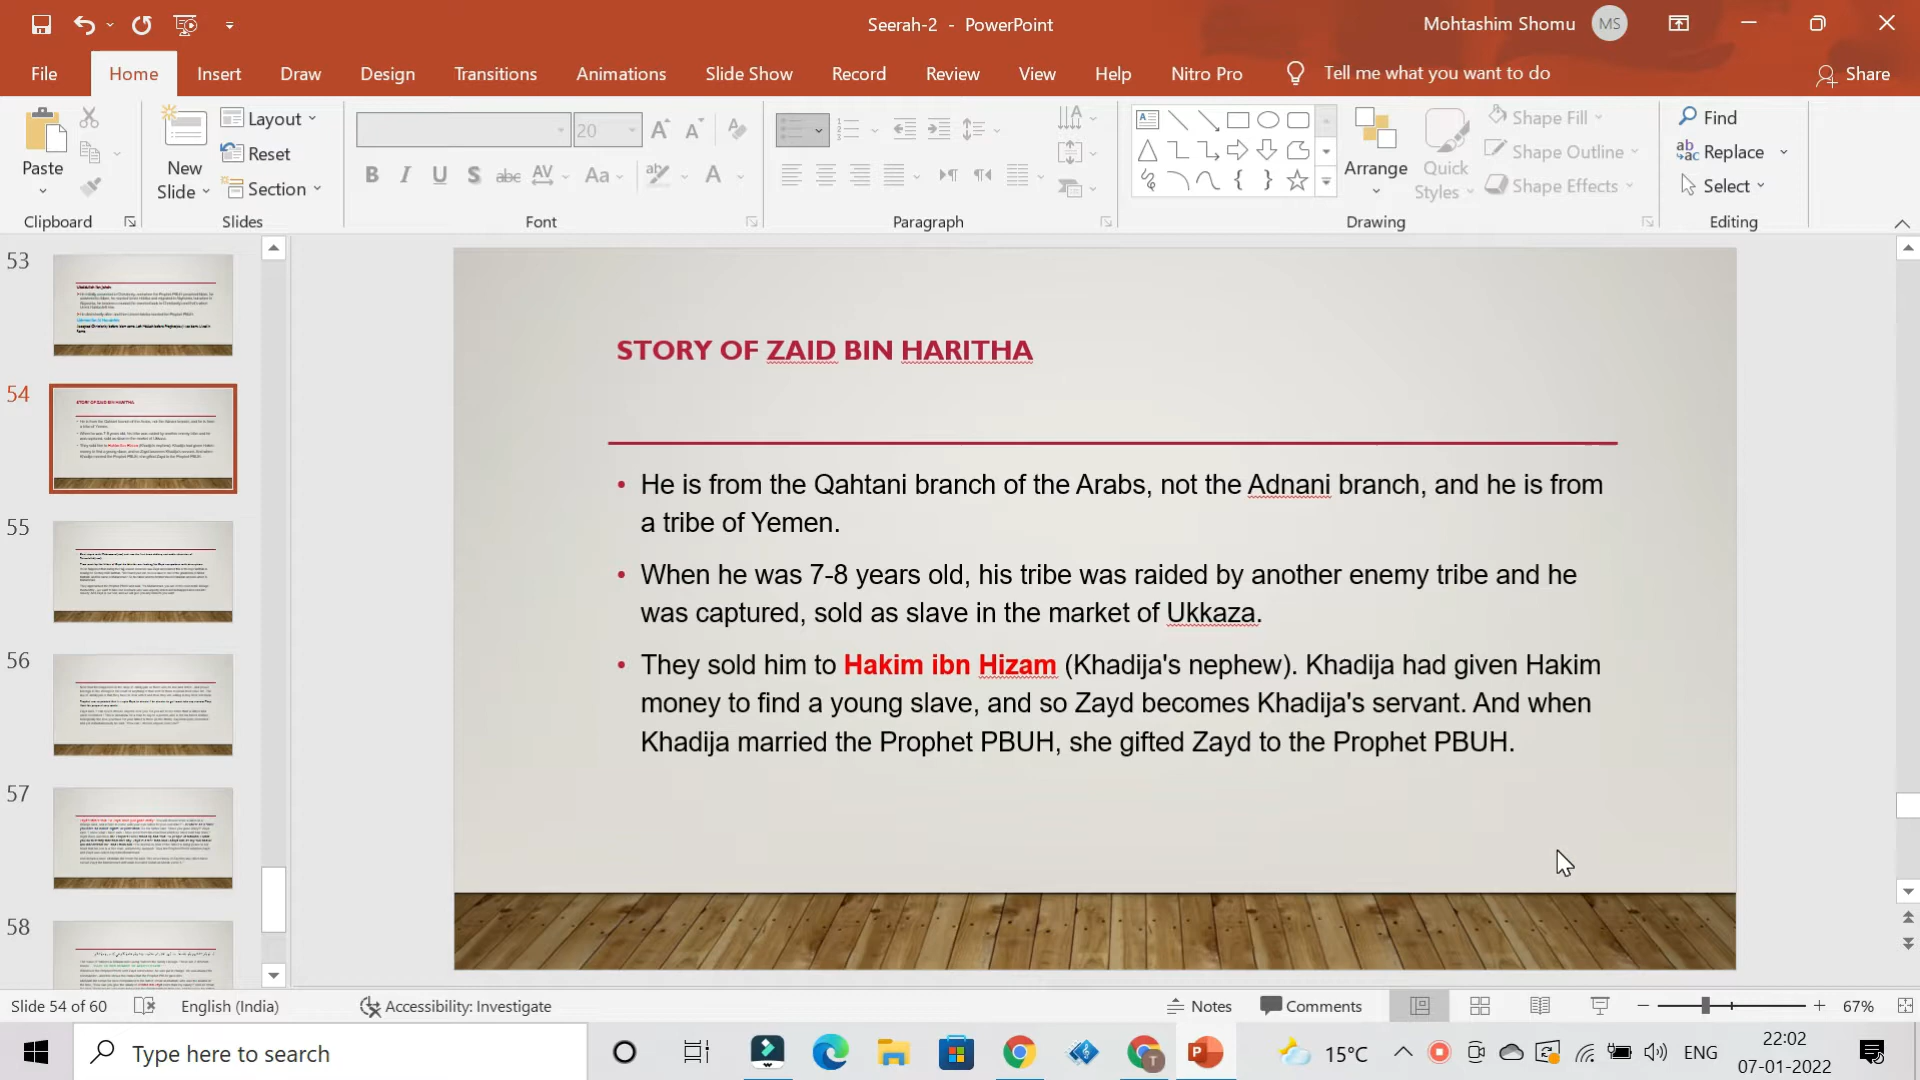 Seerah-2 - PowerPoint
Mohtashim Shomu MS
File Home Insert Draw Design Transitions Animations Slide Show Record Review View Help Nitro Pro Tell me what you want to do Share
Paste
Clipboard
New Slide
Layout
Reset
Section
Slides
20
Font
Paragraph
Arrange
Quick Styles
Shape Fill
Shape Outline
Shape Effects
Drawing
Find
Replace
Select
Editing
53
54
55
56
57
58
STORY OF ZAID BIN HARITHA
• He is from the Qahtani branch of the Arabs, not the Adnani branch, and he is from
a tribe of Yemen.
• When he was 7-8 years old, his tribe was raided by another enemy tribe and he
was captured, sold as slave in the market of Ukkaza.
• They sold him to Hakim ibn Hizam (Khadija's nephew). Khadija had given Hakim
money to find a young slave, and so Zayd becomes Khadija's servant. And when
Khadija married the Prophet PBUH, she gifted Zayd to the Prophet PBUH.
Slide 54 of 60 English (India) Accessibility: Investigate Notes Comments 67%
Type here to search
15°C
ENG
22:02
07-01-2022